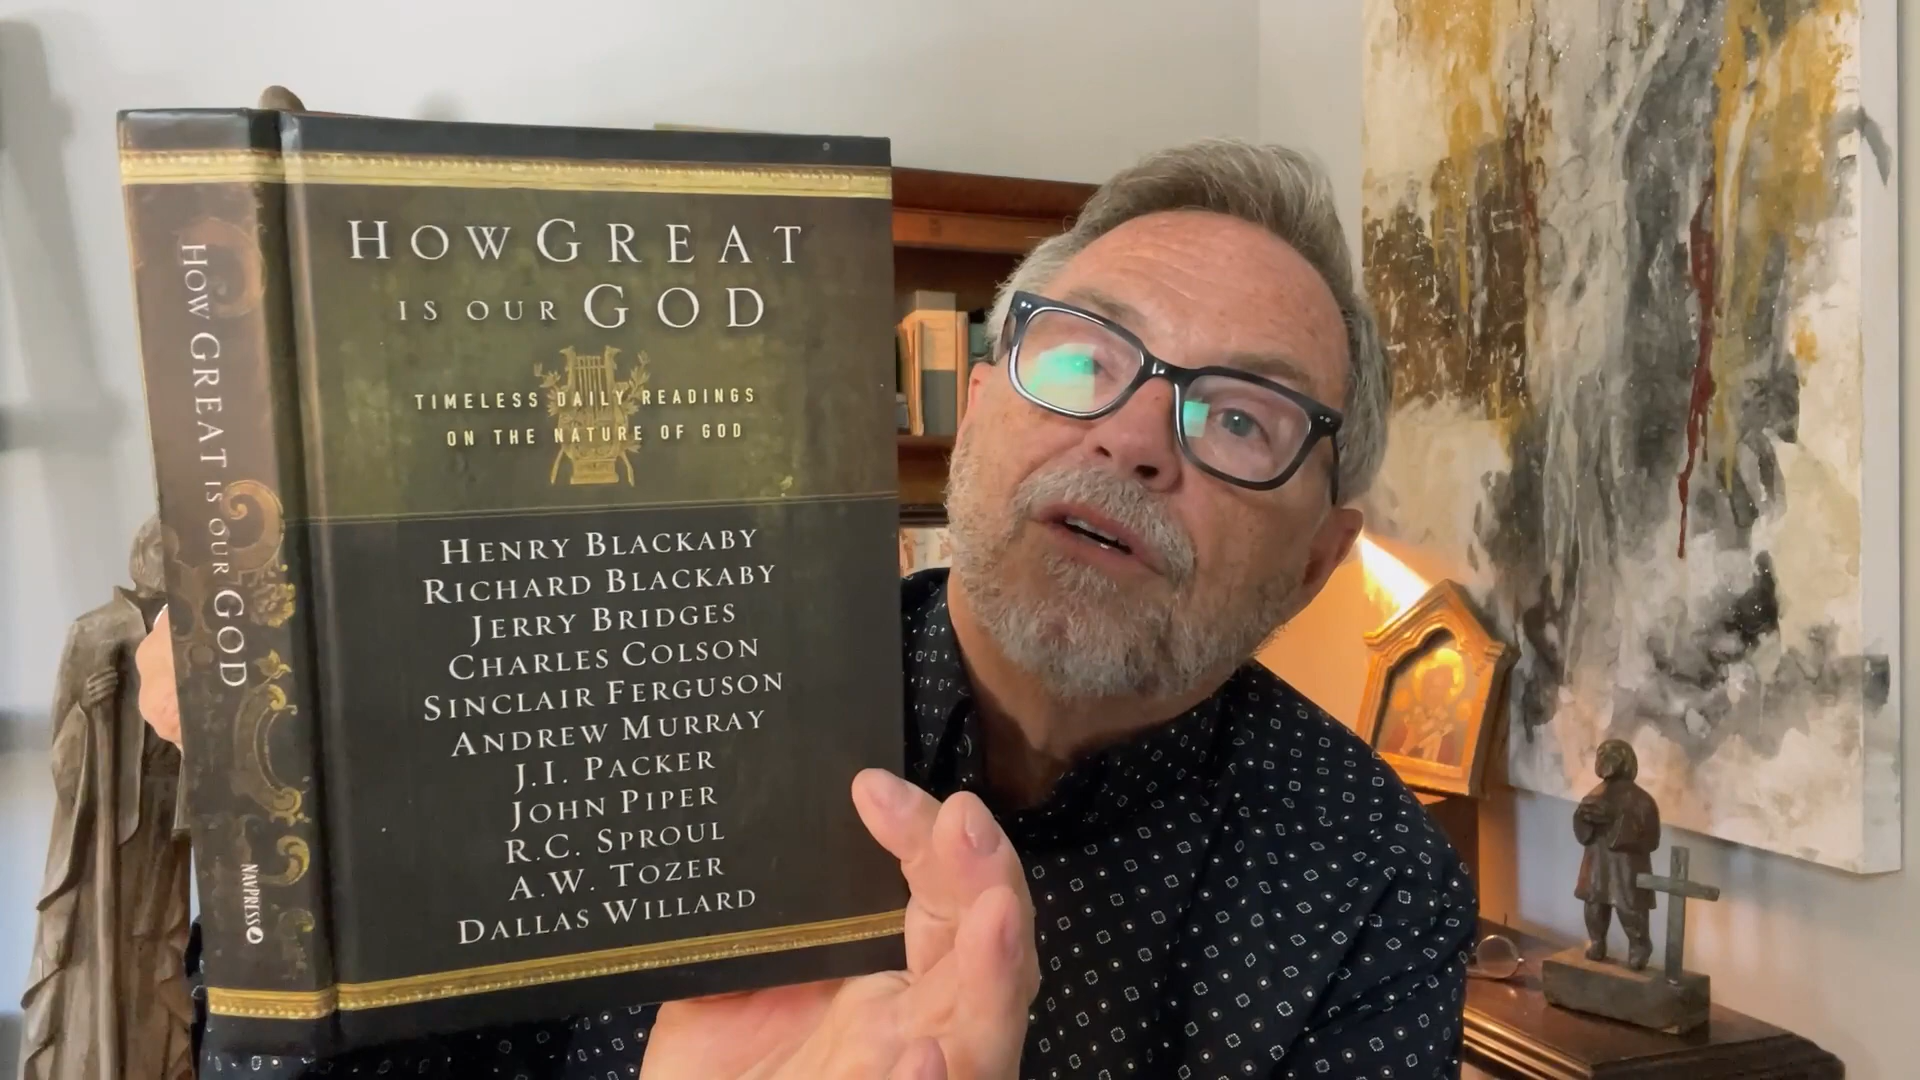 HOW GREAT IS OUR GOD
NAVPRESS
HOW GREAT
IS OUR GOD
TIMELESS DAILY READINGS
ON THE NATURE OF GOD
HENRY BLACKABY
RICHARD BLACKABY
JERRY BRIDGES
CHARLES COLSON
SINCLAIR FERGUSON
ANDREW MURRAY
J.I. PACKER
JOHN PIPER
R.C. SPROUL
A.W. TOZER
DALLAS WILLARD